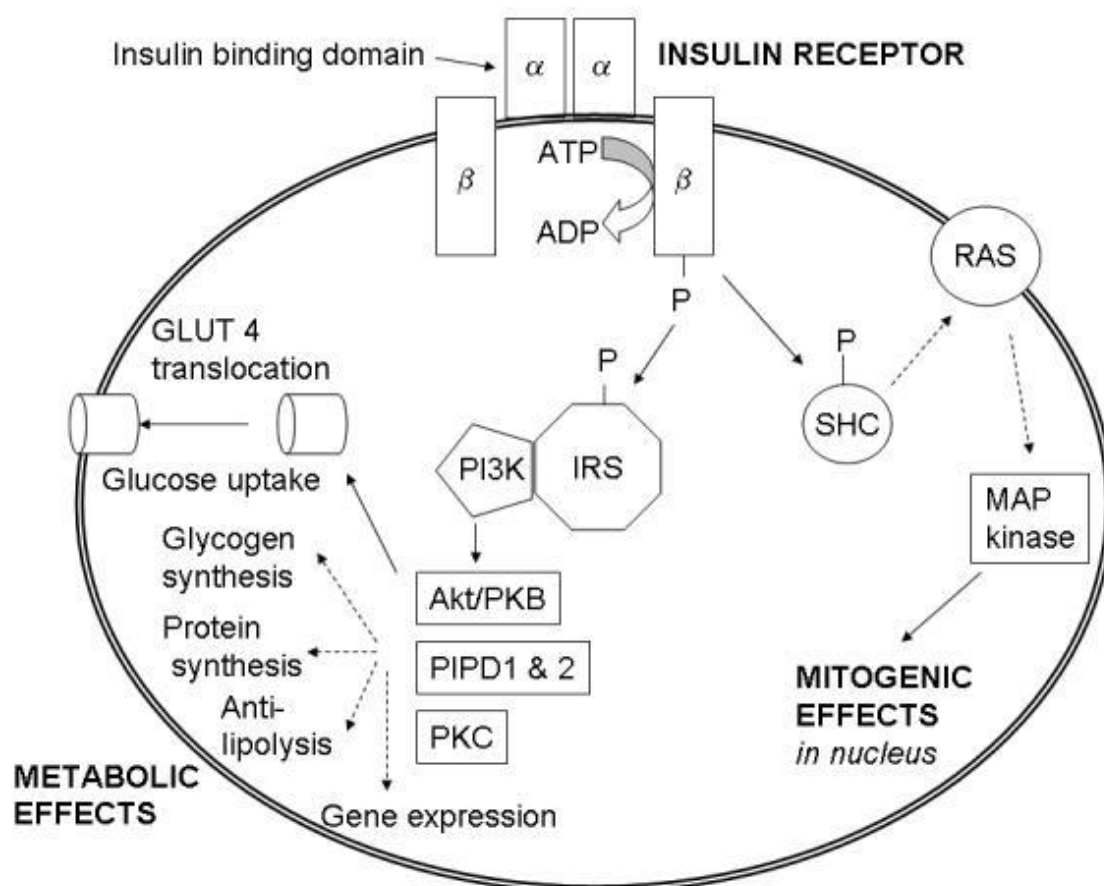 Insulin binding domain
α
α
INSULIN RECEPTOR
β
ATP
ADP
β
P
RAS
GLUT 4
translocation
P
P
SHC
PI3K
IRS
Glucose uptake
MAP
kinase
Glycogen
synthesis
Akt/PKB
Protein
synthesis
PIPD1 & 2
Anti-
lipolysis
PKC
MITOGENIC
EFFECTS
in nucleus
METABOLIC
EFFECTS
Gene expression